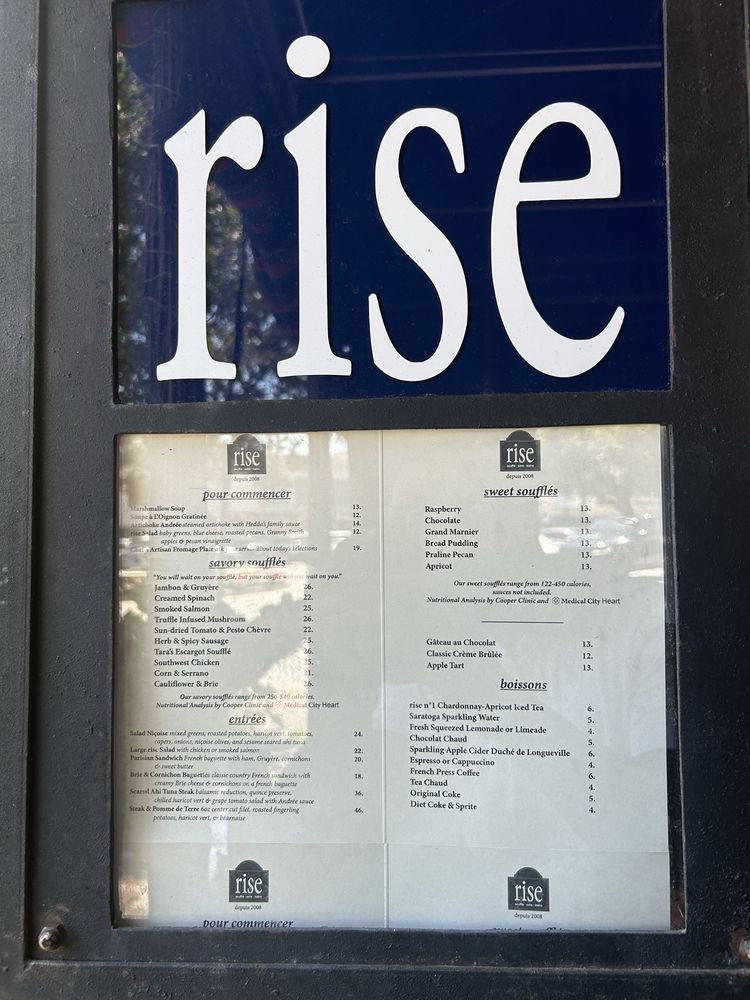 rise
rise
depuis 2008
pour commencer
Marshmallow Soup 13.
Soupe à L'Oignon Gratinée 12.
Artichoke Andrée steamed artichoke with Hedda's family sauce 14.
rise Salad baby greens, blue cheese, roasted pecans, Granny Smith 12.
apples & pecan vinaigrette
Chef's Artisan Fromage Plate ask your server about today's selections 19.
savory soufflés
"You will wait on your soufflé, but your soufflé will not wait on you."
Jambon & Gruyère 26.
Creamed Spinach 22.
Smoked Salmon 25.
Truffle Infused Mushroom 26.
Sun-dried Tomato & Pesto Chèvre 22.
Herb & Spicy Sausage 25.
Tara's Escargot Soufflé 26.
Southwest Chicken 25.
Corn & Serrano 21.
Cauliflower & Brie 26.
Our savory soufflés range from calories.
Nutritional Analysis by Cooper Clinic and Medical City Heart
entrées
Salad Niçoise mixed greens, roasted potatoes, haricot vert, tomatoes, 24.
capers, onions, niçoise olives, and sesame seared ahi tuna
Large rise Salad with chicken or smoked salmon 22.
Parisian Sandwich French baguette with ham, Gruyère, cornichons 20.
& sweet butter
Brie & Cornichon Baguettes classic country French sandwich with 18.
creamy Brie cheese & cornichons on a french baguette
Seared Ahi Tuna Steak balsamic reduction, quince preserve, 36.
chilled haricot vert & grape tomato salad with Andrée sauce
Steak & Pomme de Terre 6oz center cut filet, roasted fingerling 46.
potatoes, haricot vert, & béarnaise
rise
depuis 2008
pour commencer
rise
depuis 2008
sweet soufflés
Raspberry 13.
Chocolate 13.
Grand Marnier 13.
Bread Pudding 13.
Praline Pecan 13.
Apricot 13.
Our sweet soufflés range from 122-450 calories,
sauces not included.
Nutritional Analysis by Cooper Clinic and Medical City Heart
Gâteau au Chocolat 13.
Classic Crème Brûlée 12.
Apple Tart 13.
boissons
rise n°1 Chardonnay-Apricot Iced Tea 6.
Saratoga Sparkling Water 5.
Fresh Squeezed Lemonade or Limeade 4.
Chocolat Chaud 5.
Sparkling Apple Cider Duché de Longueville 6.
Espresso or Cappuccino 4.
French Press Coffee 6.
Tea Chaud 4.
Original Coke 5.
Diet Coke & Sprite 4.
rise
depuis 2008